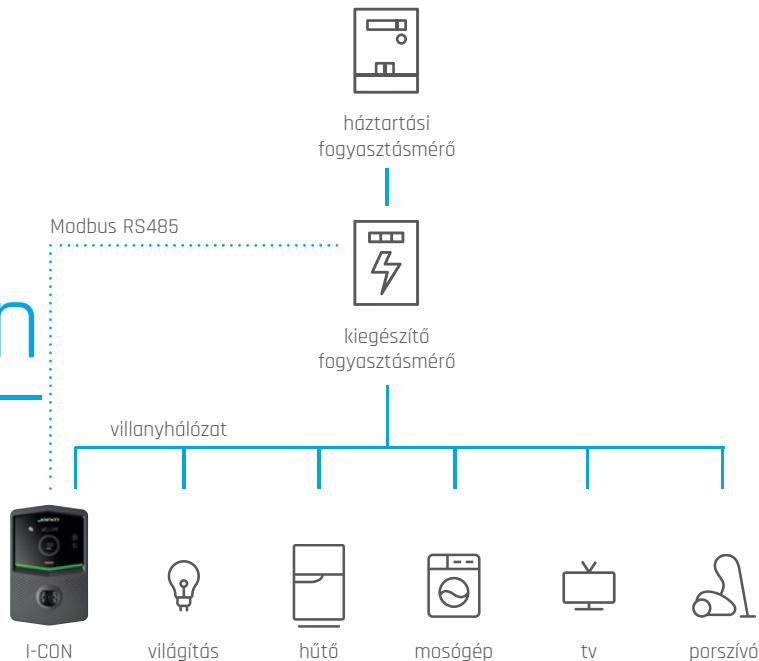 háztartási
fogyasztásmérő
Modbus RS485
kiegészítő
fogyasztásmérő
villanyhálózat
I-CON
világítás
hűtő
mosógép
tv
porszívó